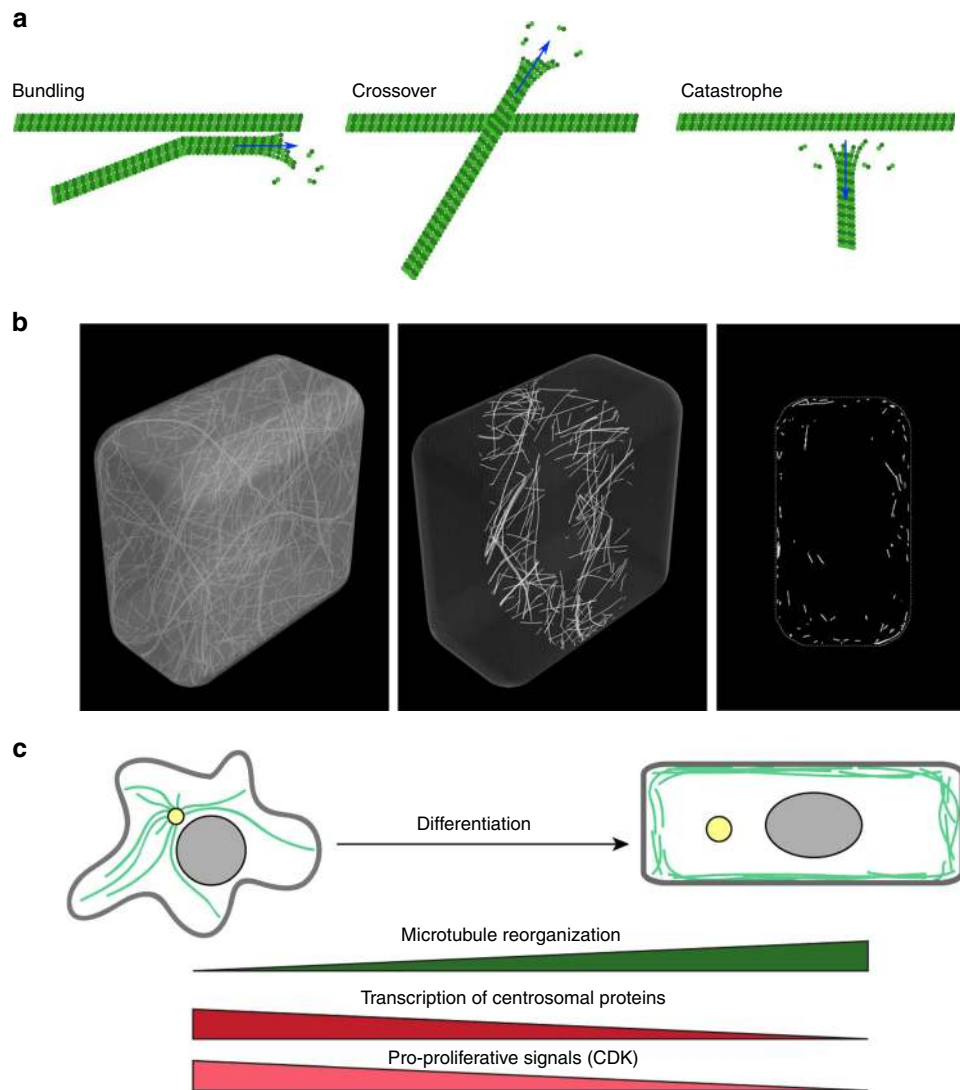 a
Bundling
Crossover
Catastrophe
b
c
Differentiation
Microtubule reorganization
Transcription of centrosomal proteins
Pro-proliferative signals (CDK)